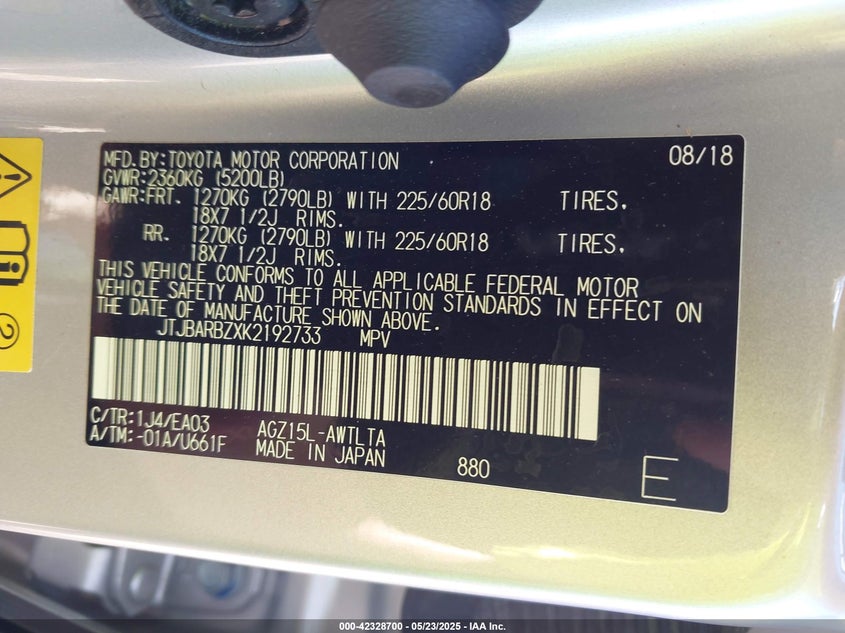 MFD.BY:TOYOTA MOTOR CORPORATION 08/18
GVWR:2360KG (5200LB)
GAWR:FRT. 1270KG (2790LB) WITH 225/60R18 TIRES,
18X7 1/2J RIMS.
RR. 1270KG (2790LB) WITH 225/60R18 TIRES,
18X7 1/2J RIMS.
THIS VEHICLE CONFORMS TO ALL APPLICABLE FEDERAL MOTOR
VEHICLE SAFETY AND THEFT PREVENTION STANDARDS IN EFFECT ON
THE DATE OF MANUFACTURE SHOWN ABOVE.
JTJBARBZXK2192733 MPV
C/TR:1J4/EA03 AGZ15L-AWTLTA
A/TM:-01A/U661F MADE IN JAPAN 880 E
2
000-42328700 - 05/23/2025 - IAA Inc.